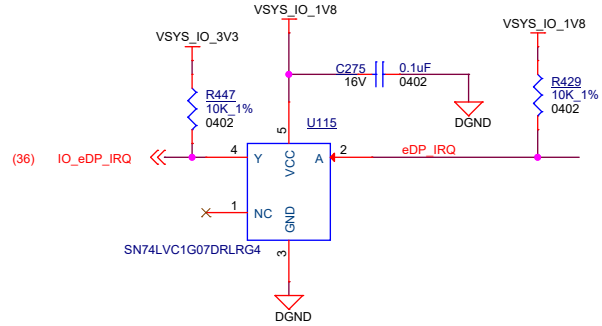 VSYS_IO_1V8
VSYS_IO_3V3
VSYS_IO_1V8
C275
0.1uF
16V
0402
R447
10K_1%
0402
R429
10K_1%
0402
DGND
U115
5
(36)
IO_eDP_IRQ
4
Y
VCC
A
2
eDP_IRQ
1
NC
GND
SN74LVC1G07DRLRG4
3
DGND